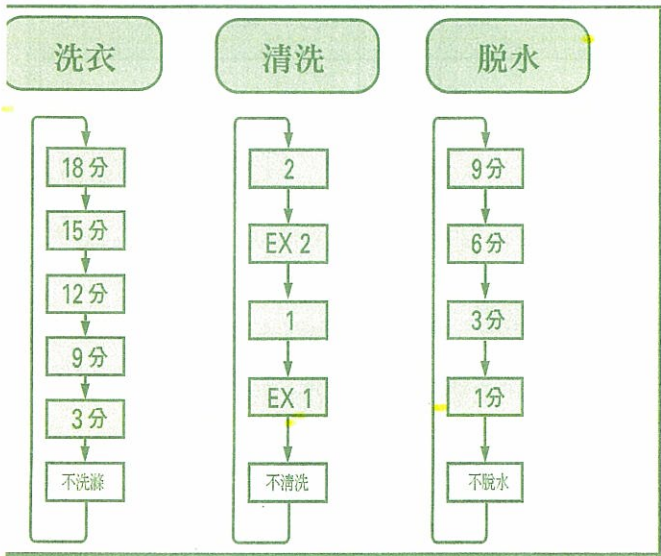 洗衣
18分
15分
12分
9分
3分
不洗滌
清洗
2
EX 2
1
EX 1
不清洗
脱水
9分
6分
3分
1分
不脱水